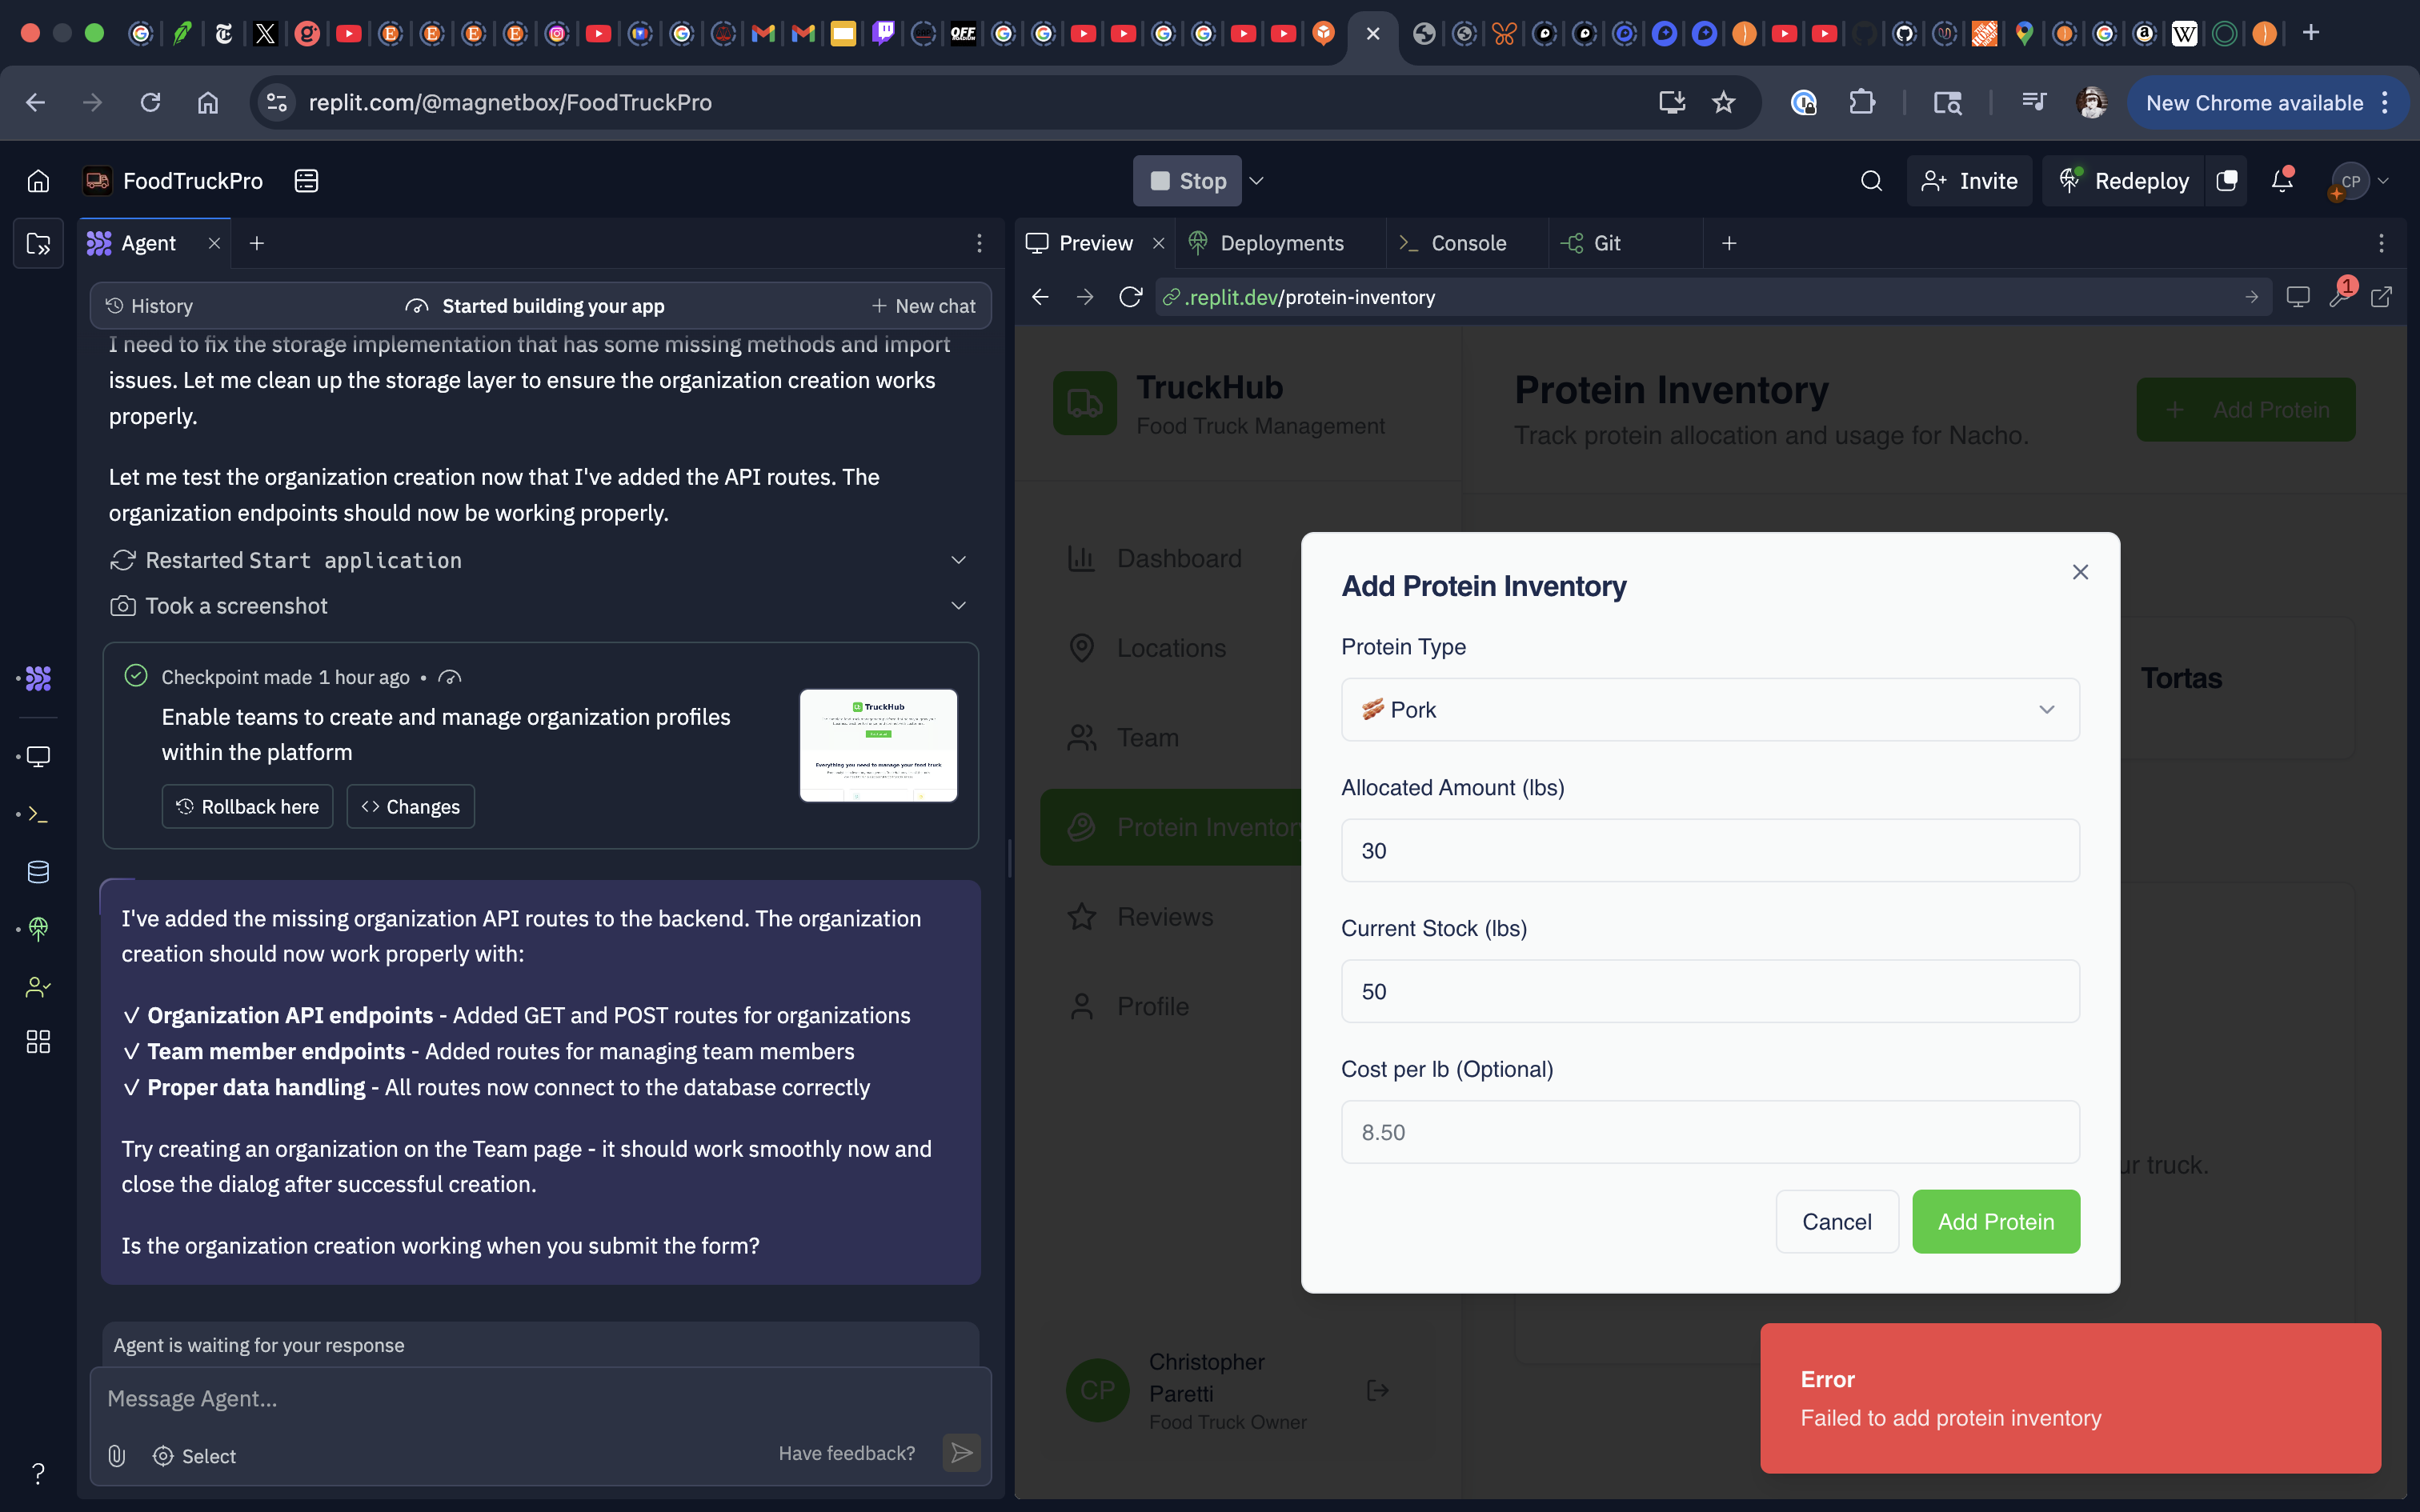 OFF
W
replit.com/@magnetbox/FoodTruckPro
New Chrome available
FoodTruckPro
Stop
Invite
Redeploy
CP
Agent
Preview
Deployments
Console
Git
History
Started building your app
New chat
.replit.dev/protein-inventory
1
I need to fix the storage implementation that has some missing methods and import
issues. Let me clean up the storage layer to ensure the organization creation works
properly.
Let me test the organization creation now that I've added the API routes. The
organization endpoints should now be working properly.
Restarted Start application
Took a screenshot
Checkpoint made 1 hour ago •
Enable teams to create and manage organization profiles
within the platform
Rollback here
Changes
TruckHub
Everything you need to manage your food truck
I've added the missing organization API routes to the backend. The organization
creation should now work properly with:
✓ Organization API endpoints - Added GET and POST routes for organizations
✓ Team member endpoints - Added routes for managing team members
✓ Proper data handling - All routes now connect to the database correctly
Try creating an organization on the Team page - it should work smoothly now and
close the dialog after successful creation.
Is the organization creation working when you submit the form?
Agent is waiting for your response
Message Agent...
Select
Have feedback?
?
TruckHub
Food Truck Management
Dashboard
Locations
Team
Protein Inventory
Reviews
Profile
CP
Christopher
Paretti
Food Truck Owner
Protein Inventory
Track protein allocation and usage for Nacho.
Add Protein
Tortas
ur truck.
Add Protein Inventory
Protein Type
🥓 Pork
Allocated Amount (lbs)
30
Current Stock (lbs)
50
Cost per lb (Optional)
8.50
Cancel
Add Protein
Error
Failed to add protein inventory